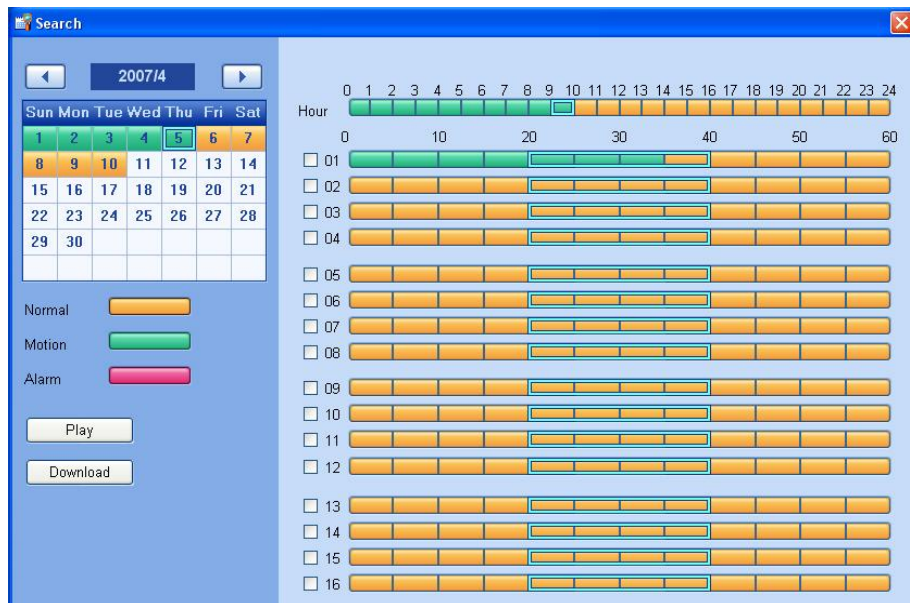 Search
2007/4
Sun Mon Tue Wed Thu Fri Sat
1 2 3 4 5 6 7
8 9 10 11 12 13 14
15 16 17 18 19 20 21
22 23 24 25 26 27 28
29 30
Normal
Motion
Alarm
Play
Download
0 1 2 3 4 5 6 7 8 9 10 11 12 13 14 15 16 17 18 19 20 21 22 23 24
Hour
0 10 20 30 40 50 60
01
02
03
04
05
06
07
08
09
10
11
12
13
14
15
16